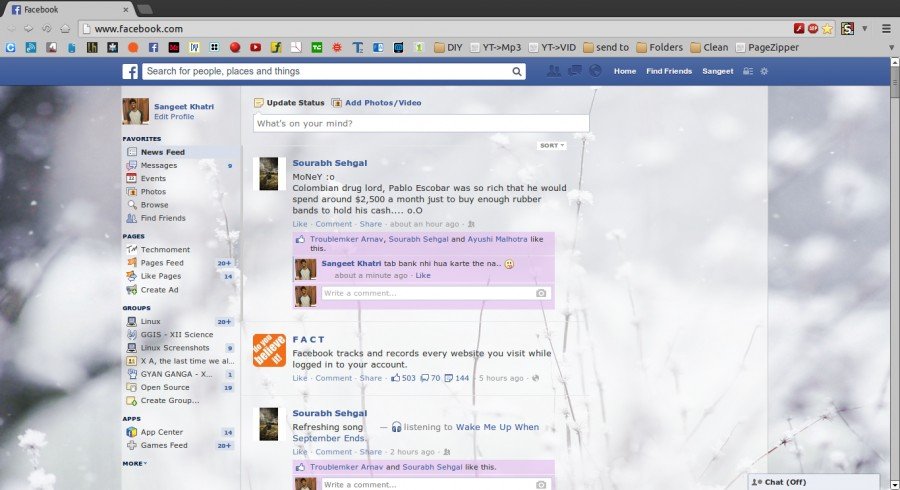 Facebook
www.facebook.com
DIY
YT->Mp3
YT->VID
send to
Folders
Clean
PageZipper
Search for people, places and things
Home
Find Friends
Sangeet
Sangeet Khatri
Edit Profile
FAVORITES
News Feed
Messages 9
Events
Photos
Browse
Find Friends
PAGES
Techmoment
Pages Feed 20+
Like Pages 14
Create Ad
GROUPS
Linux 20+
GGIS - XII Science
Linux Screenshots 9
X A, the last time we al...
GYAN GANGA - X... 1
Open Source 19
Create Group...
APPS
App Center 14
Games Feed 20+
MORE
Update Status
Add Photos/Video
What's on your mind?
SORT
Sourabh Sehgal
MoNeY :o
Colombian drug lord, Pablo Escobar was so rich that he would
spend around $2,500 a month just to buy enough rubber
bands to hold his cash.... o.O
Like · Comment · Share · about an hour ago ·
Troublemker Arnav, Sourabh Sehgal and Ayushi Malhotra like
this.
Sangeet Khatri tab bank nhi hua karte the na..
about a minute ago · Like
Write a comment...
Do you
believe
it!
F A C T
Facebook tracks and records every website you visit while
logged in to your account.
Like · Comment · Share · 503 70 144 · 5 hours ago ·
Sourabh Sehgal
Refreshing song — listening to Wake Me Up When
September Ends.
Like · Comment · Share · 2 hours ago ·
Troublemker Arnav and Sourabh Sehgal like this.
Write a comment...
Chat (Off)